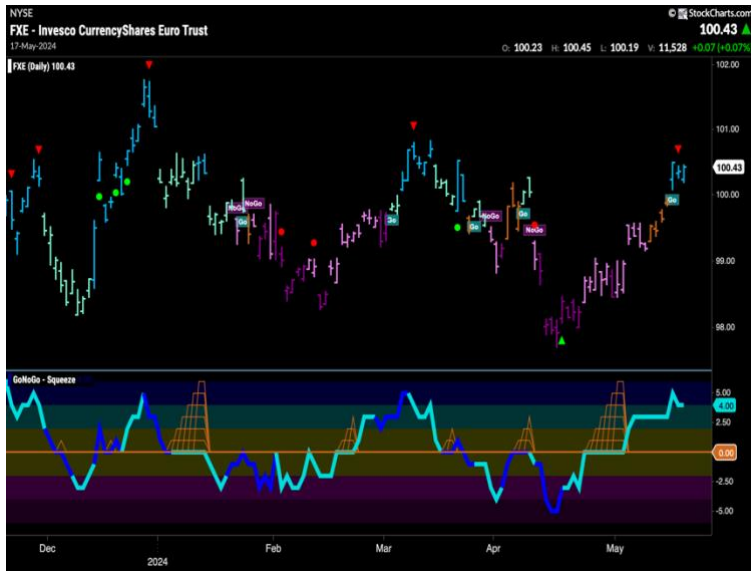 NYSE
© StockCharts.com
FXE - Invesco CurrencyShares Euro Trust
100.43
17-May-2024
O: 100.23 H: 100.45 L: 100.19 V: 11,528 +0.07 (+0.07%)
FXE (Daily) 100.43
102.00
101.00
100.43
100.00
99.00
98.00
NoGo
NoGo
Go
Go
Go
NoGo
Go
NoGo
Go
GoNoGo - Squeeze
5.00
4.00
2.50
0.00
-2.50
-5.00
Dec
2024
Feb
Mar
Apr
May